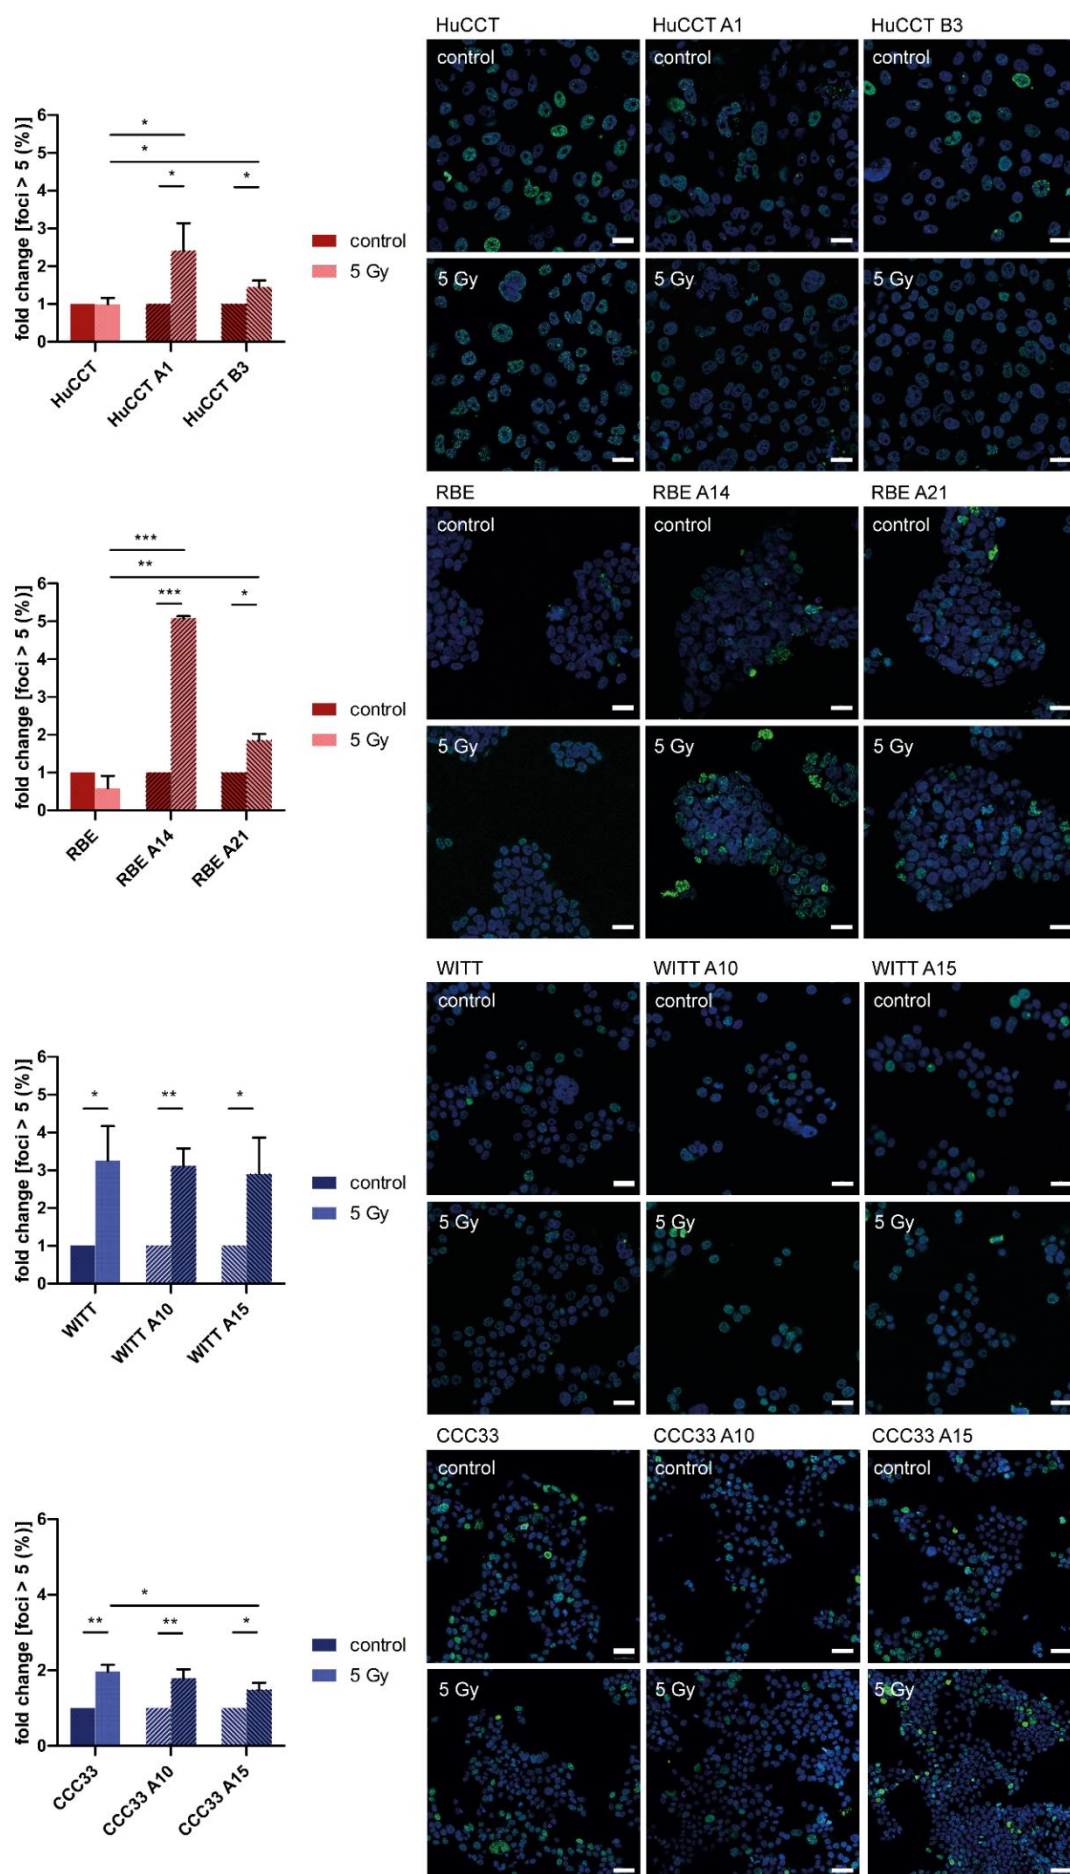 HuCCT
HuCCT A1
HuCCT B3
control
control
control
5 Gy
5 Gy
5 Gy
fold change [foci > 5 (%)]
6
5
4
3
2
1
0
*
*
*
*
HuCCT
HuCCT A1
HuCCT B3
control
5 Gy
RBE
RBE A14
RBE A21
control
control
control
5 Gy
5 Gy
5 Gy
fold change [foci > 5 (%)]
6
5
4
3
2
1
0
***
**
***
*
RBE
RBE A14
RBE A21
control
5 Gy
WITT
WITT A10
WITT A15
control
control
control
5 Gy
5 Gy
5 Gy
fold change [foci > 5 (%)]
6
5
4
3
2
1
0
*
**
*
WITT
WITT A10
WITT A15
control
5 Gy
CCC33
CCC33 A10
CCC33 A15
control
control
control
5 Gy
5 Gy
5 Gy
fold change [foci > 5 (%)]
6
4
2
0
*
**
**
*
CCC33
CCC33 A10
CCC33 A15
control
5 Gy